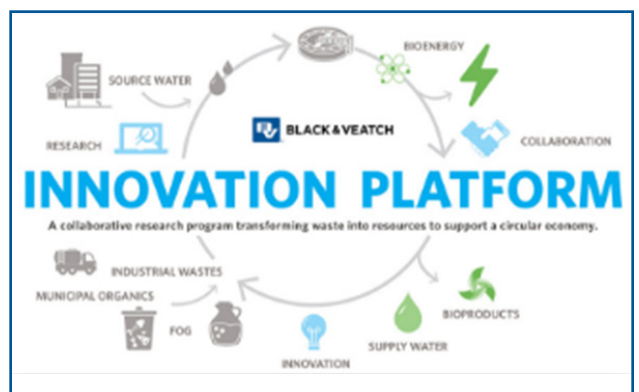 BIOENERGY
SOURCE WATER
BV BLACK & VEATCH
RESEARCH
COLLABORATION
INNOVATION PLATFORM
A collaborative research program transforming waste into resources to support a circular economy.
INDUSTRIAL WASTES
MUNICIPAL ORGANICS
BIOPRODUCTS
FOG
SUPPLY WATER
INNOVATION